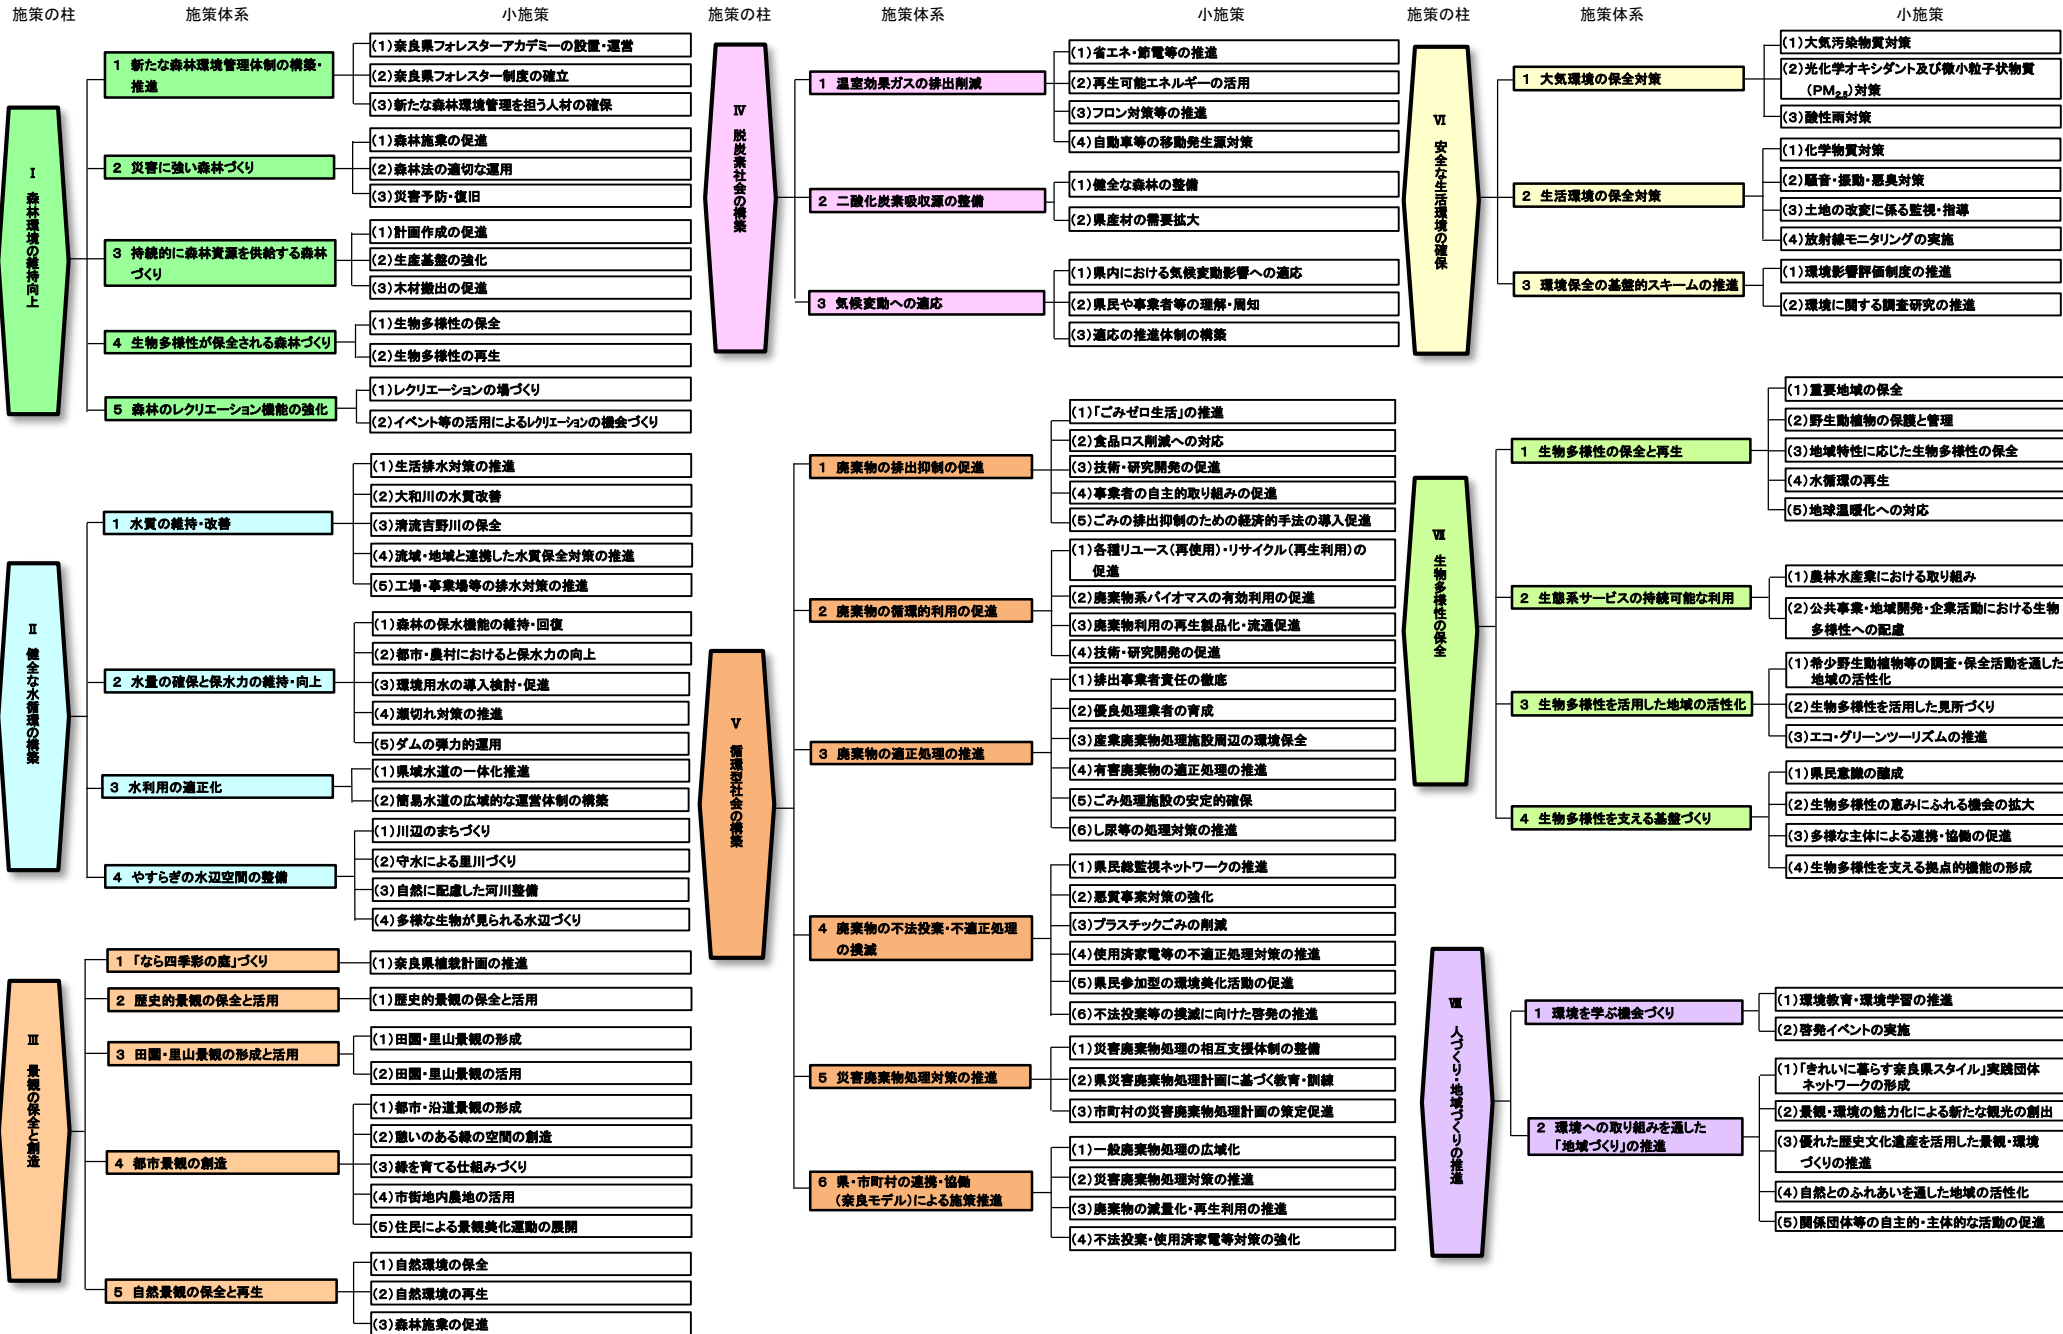 施策の柱
施策体系
小施策
Ⅰ 森林環境の維持向上
1 新たな森林環境管理体制の構築・
推進
(1)奈良県フォレスターアカデミーの設置・運営
(2)奈良県フォレスター制度の確立
(3)新たな森林環境管理を担う人材の確保
2 災害に強い森林づくり
(1)森林施業の促進
(2)森林法の適切な運用
(3)災害予防・復旧
3 持続的に森林資源を供給する森林
づくり
(1)計画作成の促進
(2)生産基盤の強化
(3)木材搬出の促進
4 生物多様性が保全される森林づくり
(1)生物多様性の保全
(2)生物多様性の再生
5 森林のレクリエーション機能の強化
(1)レクリエーションの場づくり
(2)イベント等の活用によるレクリエーションの機会づくり
Ⅱ 健全な水循環の構築
1 水質の維持・改善
(1)生活排水対策の推進
(2)大和川の水質改善
(3)清流吉野川の保全
(4)流域・地域と連携した水質保全対策の推進
(5)工場・事業場等の排水対策の推進
2 水量の確保と保水力の維持・向上
(1)森林の保水機能の維持・回復
(2)都市・農村におけると保水力の向上
(3)環境用水の導入検討・促進
(4)瀬切れ対策の推進
(5)ダムの弾力的運用
3 水利用の適正化
(1)県域水道の一体化推進
(2)簡易水道の広域的な運営体制の構築
4 やすらぎの水辺空間の整備
(1)川辺のまちづくり
(2)守水による里川づくり
(3)自然に配慮した河川整備
(4)多様な生物が見られる水辺づくり
Ⅲ 景観の保全と創造
1 「なら四季彩の庭」づくり
(1)奈良県植栽計画の推進
2 歴史的景観の保全と活用
(1)歴史的景観の保全と活用
3 田園・里山景観の形成と活用
(1)田園・里山景観の形成
(2)田園・里山景観の活用
4 都市景観の創造
(1)都市・沿道景観の形成
(2)憩いのある緑の空間の創造
(3)緑を育てる仕組みづくり
(4)市街地内農地の活用
(5)住民による景観美化運動の展開
5 自然景観の保全と再生
(1)自然環境の保全
(2)自然環境の再生
(3)森林施業の促進
施策の柱
施策体系
小施策
Ⅳ 脱炭素社会の構築
1 温室効果ガスの排出削減
(1)省エネ・節電等の推進
(2)再生可能エネルギーの活用
(3)フロン対策等の推進
(4)自動車等の移動発生源対策
2 二酸化炭素吸収源の整備
(1)健全な森林の整備
(2)県産材の需要拡大
3 気候変動への適応
(1)県内における気候変動影響への適応
(2)県民や事業者等の理解・周知
(3)適応の推進体制の構築
Ⅴ 循環型社会の構築
1 廃棄物の排出抑制の促進
(1)「ごみゼロ生活」の推進
(2)食品ロス削減への対応
(3)技術・研究開発の促進
(4)事業者の自主的取り組みの促進
(5)ごみの排出抑制のための経済的手法の導入促進
2 廃棄物の循環的利用の促進
(1)各種リユース(再使用)・リサイクル(再生利用)の
促進
(2)廃棄物系バイオマスの有効利用の促進
(3)廃棄物利用の再生製品化・流通促進
(4)技術・研究開発の促進
3 廃棄物の適正処理の推進
(1)排出事業者責任の徹底
(2)優良処理業者の育成
(3)産業廃棄物処理施設周辺の環境保全
(4)有害廃棄物の適正処理の推進
(5)ごみ処理施設の安定的確保
(6)し尿等の処理対策の推進
4 廃棄物の不法投棄・不適正処理
の撲滅
(1)県民総監視ネットワークの推進
(2)悪質事案対策の強化
(3)プラスチックごみの削減
(4)使用済家電等の不適正処理対策の推進
(5)県民参加型の環境美化活動の促進
(6)不法投棄等の撲滅に向けた啓発の推進
5 災害廃棄物処理対策の推進
(1)災害廃棄物処理の相互支援体制の整備
(2)県災害廃棄物処理計画に基づく教育・訓練
(3)市町村の災害廃棄物処理計画の策定促進
6 県・市町村の連携・協働
(奈良モデル)による施策推進
(1)一般廃棄物処理の広域化
(2)災害廃棄物処理対策の推進
(3)廃棄物の減量化・再生利用の推進
(4)不法投棄・使用済家電等対策の強化
施策の柱
施策体系
小施策
Ⅵ 安全な生活環境の確保
1 大気環境の保全対策
(1)大気汚染物質対策
(2)光化学オキシダント及び微小粒子状物質
(PM2.5)対策
(3)酸性雨対策
2 生活環境の保全対策
(1)化学物質対策
(2)騒音・振動・悪臭対策
(3)土地の改変に係る監視・指導
(4)放射線モニタリングの実施
3 環境保全の基盤的スキームの推進
(1)環境影響評価制度の推進
(2)環境に関する調査研究の推進
Ⅶ 生物多様性の保全
1 生物多様性の保全と再生
(1)重要地域の保全
(2)野生動植物の保護と管理
(3)地域特性に応じた生物多様性の保全
(4)水循環の再生
(5)地球温暖化への対応
2 生態系サービスの持続可能な利用
(1)農林水産業における取り組み
(2)公共事業・地域開発・企業活動における生物
多様性への配慮
3 生物多様性を活用した地域の活性化
(1)希少野生動植物等の調査・保全活動を通した
地域の活性化
(2)生物多様性を活用した見所づくり
(3)エコ・グリーンツーリズムの推進
4 生物多様性を支える基盤づくり
(1)県民意識の醸成
(2)生物多様性の恵みにふれる機会の拡大
(3)多様な主体による連携・協働の促進
(4)生物多様性を支える拠点的機能の形成
Ⅷ 人づくり・地域づくりの推進
1 環境を学ぶ機会づくり
(1)環境教育・環境学習の推進
(2)啓発イベントの実施
2 環境への取り組みを通した
「地域づくり」の推進
(1)「きれいに暮らす奈良県スタイル」実践団体
ネットワークの形成
(2)景観・環境の魅力化による新たな観光の創出
(3)優れた歴史文化遺産を活用した景観・環境
づくりの推進
(4)自然とのふれあいを通した地域の活性化
(5)関係団体等の自主的・主体的な活動の促進